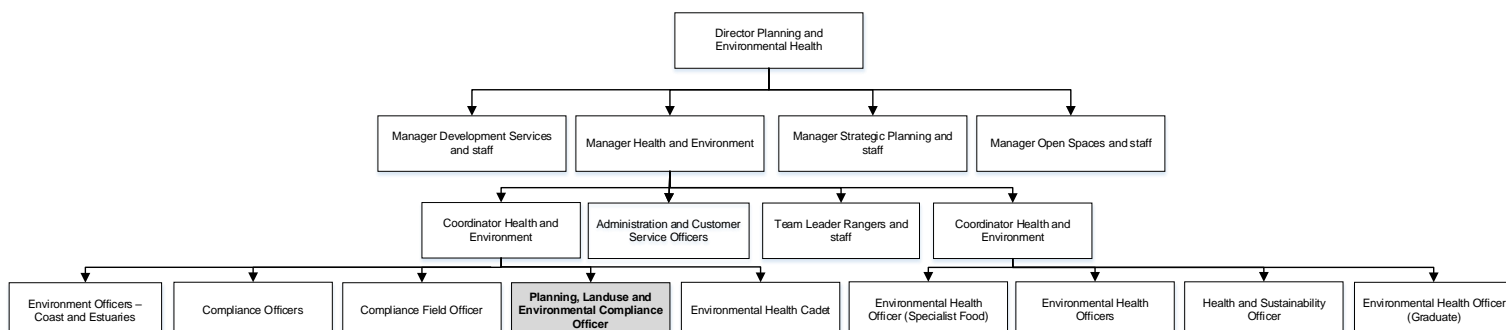 Director Planning and
Environmental Health
Manager Development Services
and staff
Manager Health and Environment
Manager Strategic Planning and
staff
Manager Open Spaces and staff
Coordinator Health and
Environment
Administration and Customer
Service Officers
Team Leader Rangers and
staff
Coordinator Health and
Environment
Environment Officers –
Coast and Estuaries
Compliance Officers
Compliance Field Officer
Planning, Landuse and
Environmental Compliance
Officer
Environmental Health Cadet
Environmental Health
Officer (Specialist Food)
Environmental Health
Officers
Health and Sustainability
Officer
Environmental Health Officer
(Graduate)